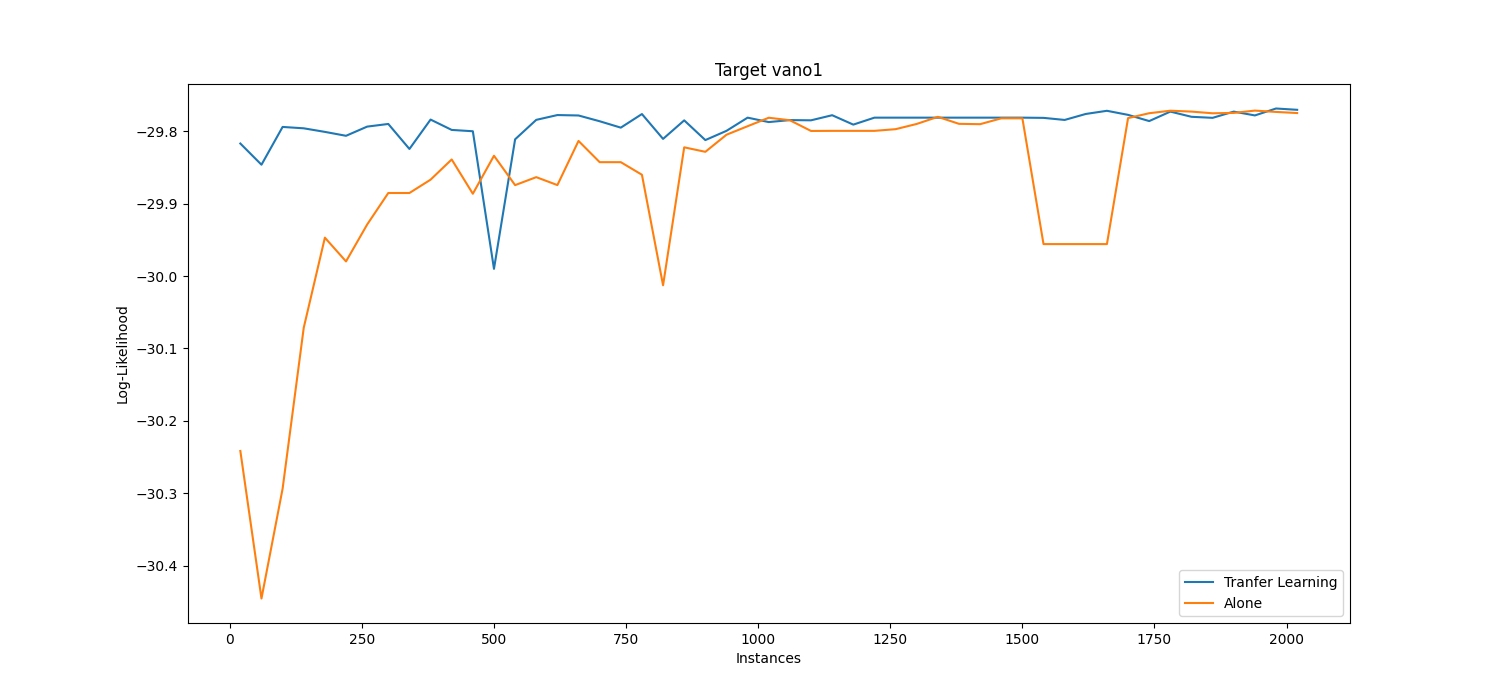 Target vano1
−29.8
−29.9
−30.0
−30.1
−30.2
−30.3
−30.4
Log-Likelihood
Tranfer Learning
Alone
0 250 500 750 1000 1250 1500 1750 2000
Instances